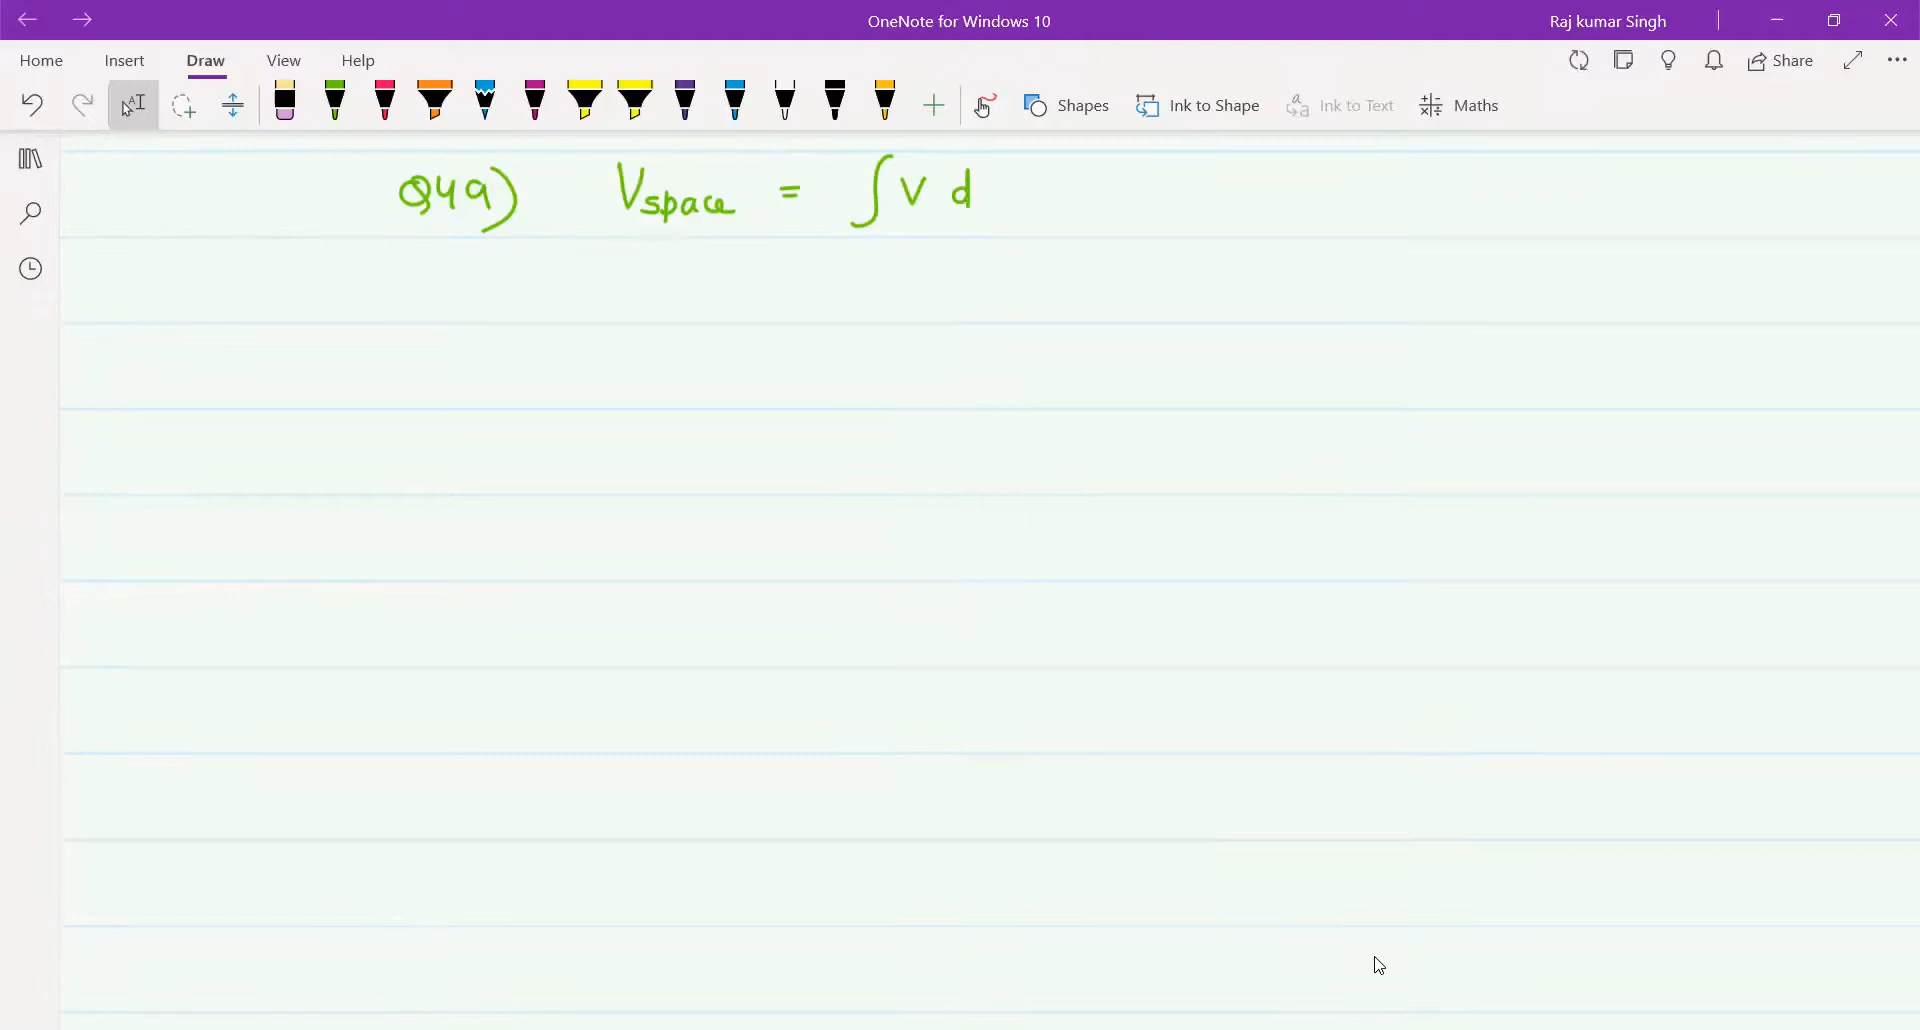 OneNote for Windows 10
Raj kumar Singh
Home Insert Draw View Help
Share
Shapes Ink to Shape Ink to Text Maths
Q4a) Vspace = ∫ V d